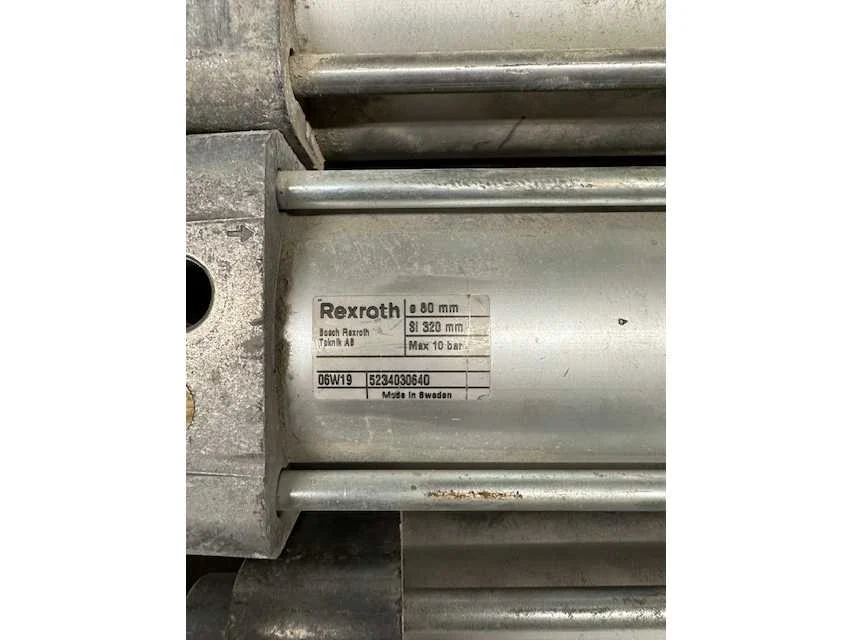 Rexroth
Bosch Rexroth
Teknik AB
ø 80 mm
Sl 320 mm
Max 10 bar
06W19 5234030640
Made in Sweden